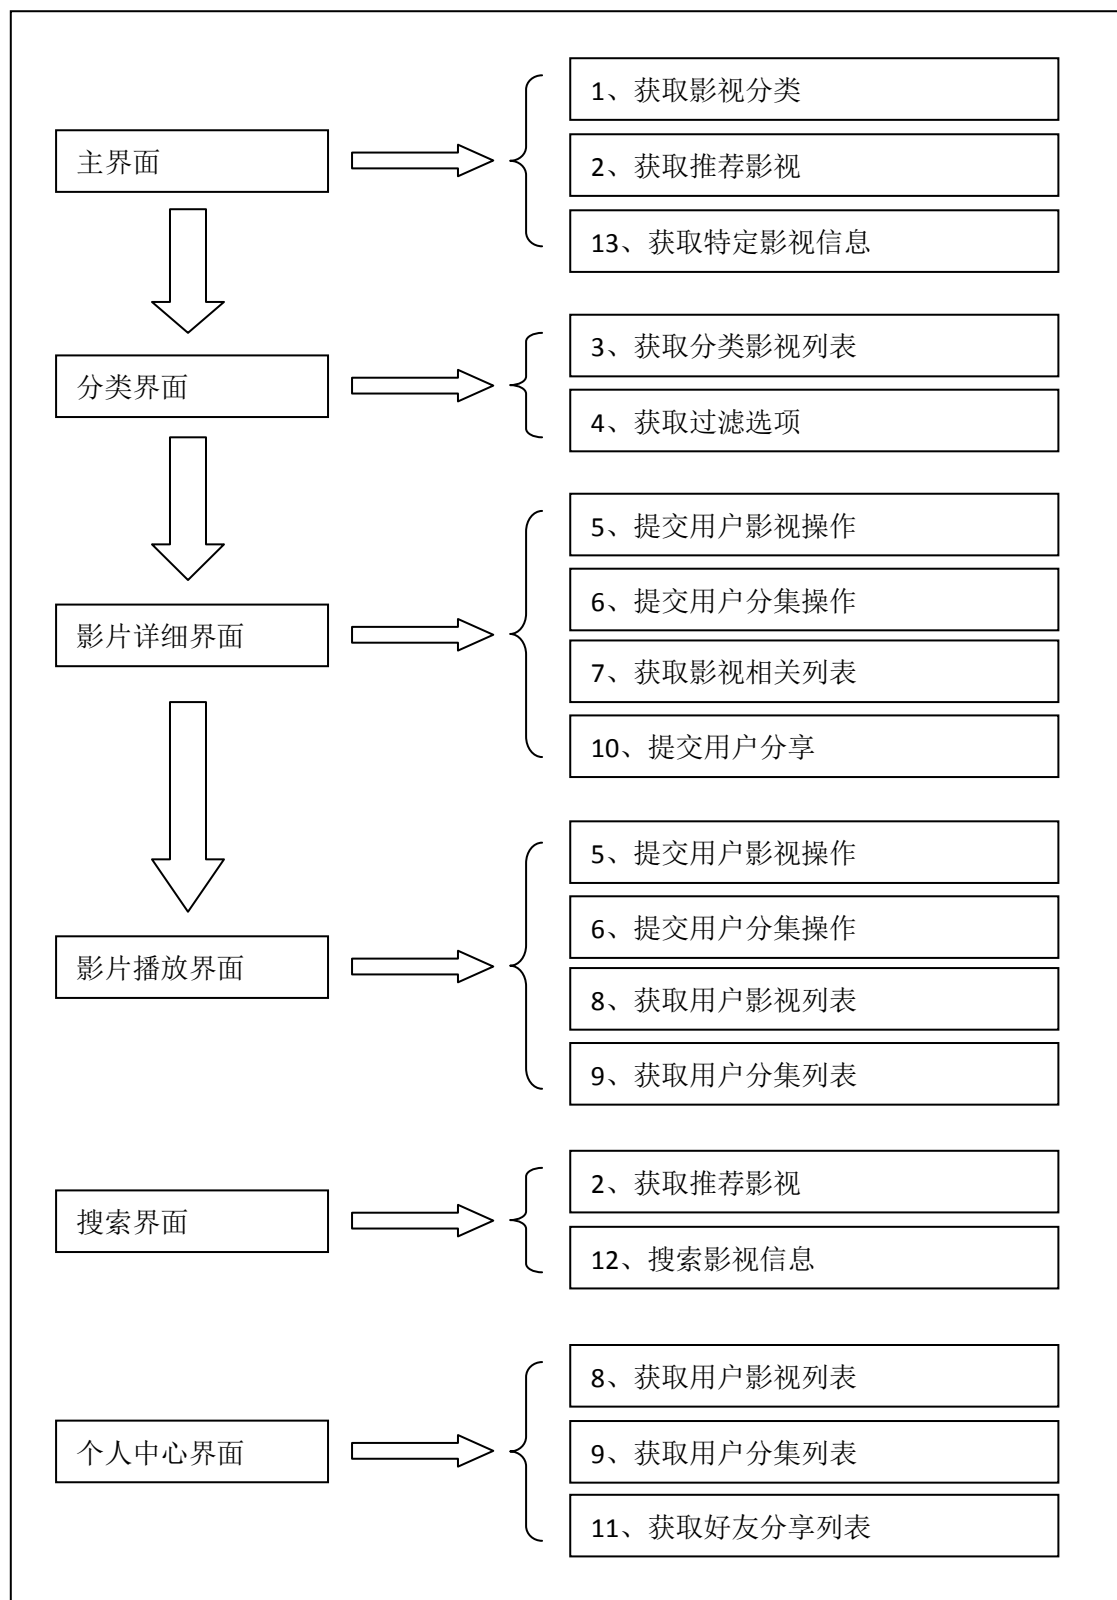 主界面
1、获取影视分类
2、获取推荐影视
13、获取特定影视信息
分类界面
3、获取分类影视列表
4、获取过滤选项
影片详细界面
5、提交用户影视操作
6、提交用户分集操作
7、获取影视相关列表
10、提交用户分享
影片播放界面
5、提交用户影视操作
6、提交用户分集操作
8、获取用户影视列表
9、获取用户分集列表
搜索界面
2、获取推荐影视
12、搜索影视信息
个人中心界面
8、获取用户影视列表
9、获取用户分集列表
11、获取好友分享列表